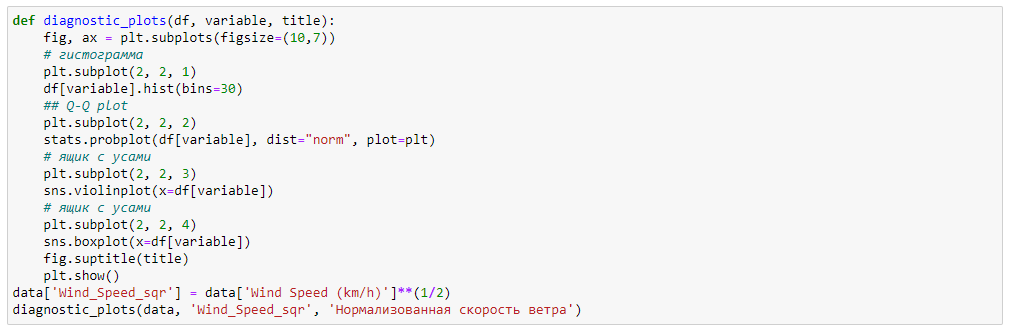 def diagnostic_plots(df, variable, title):
    fig, ax = plt.subplots(figsize=(10,7))
    # гистограмма
    plt.subplot(2, 2, 1)
    df[variable].hist(bins=30)
    ## Q-Q plot
    plt.subplot(2, 2, 2)
    stats.probplot(df[variable], dist="norm", plot=plt)
    # ящик с усами
    plt.subplot(2, 2, 3)
    sns.violinplot(x=df[variable])
    # ящик с усами
    plt.subplot(2, 2, 4)
    sns.boxplot(x=df[variable])
    fig.suptitle(title)
    plt.show()
data['Wind_Speed_sqr'] = data['Wind Speed (km/h)']**(1/2)
diagnostic_plots(data, 'Wind_Speed_sqr', 'Нормализованная скорость ветра')